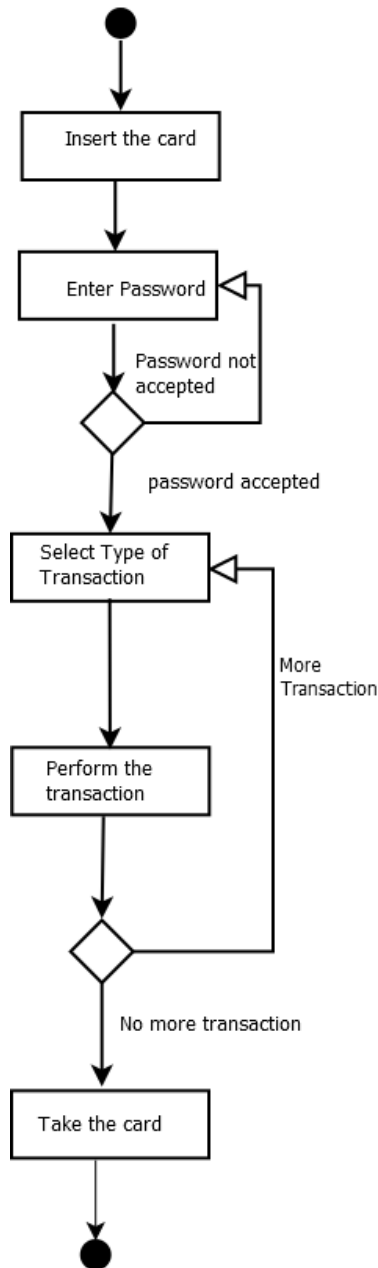 Insert the card
Enter Password
Password not
accepted
password accepted
Select Type of
Transaction
More
Transaction
Perform the
transaction
No more transaction
Take the card